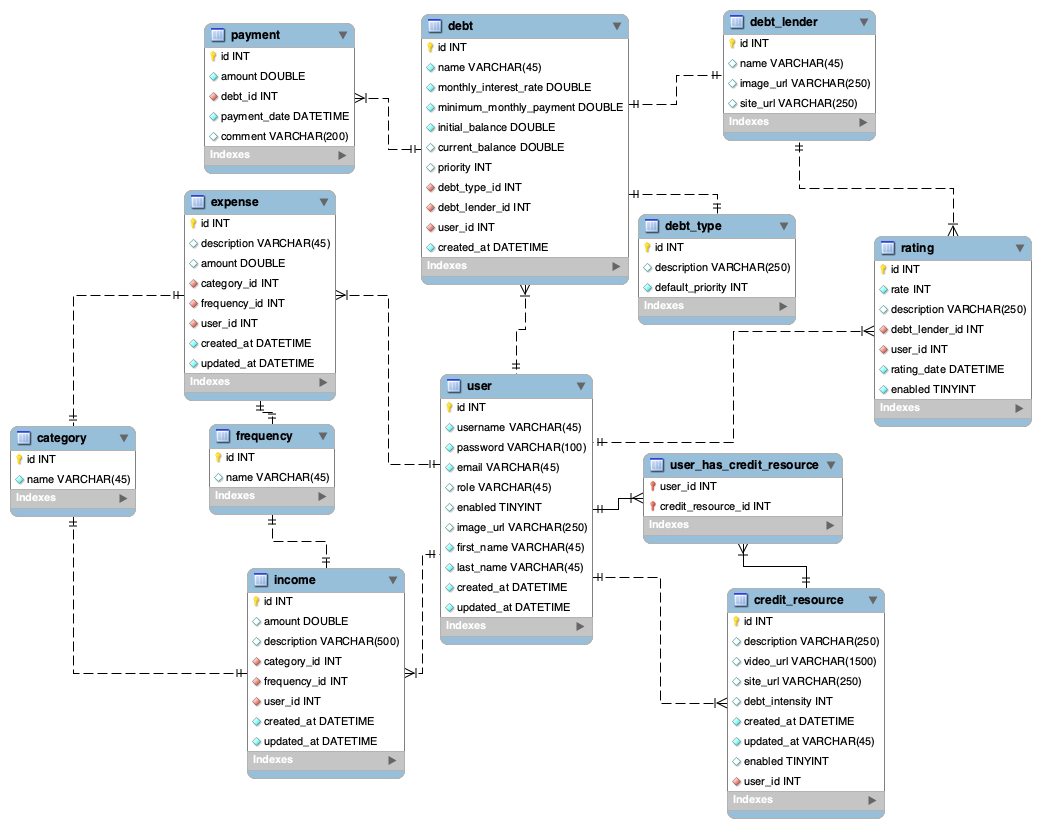 payment
id INT
amount DOUBLE
debt_id INT
payment_date DATETIME
comment VARCHAR(200)
Indexes
debt
id INT
name VARCHAR(45)
monthly_interest_rate DOUBLE
minimum_monthly_payment DOUBLE
initial_balance DOUBLE
current_balance DOUBLE
priority INT
debt_type_id INT
debt_lender_id INT
user_id INT
created_at DATETIME
Indexes
debt_lender
id INT
name VARCHAR(45)
image_url VARCHAR(250)
site_url VARCHAR(250)
Indexes
expense
id INT
description VARCHAR(45)
amount DOUBLE
category_id INT
frequency_id INT
user_id INT
created_at DATETIME
updated_at DATETIME
Indexes
debt_type
id INT
description VARCHAR(250)
default_priority INT
Indexes
rating
id INT
rate INT
description VARCHAR(250)
debt_lender_id INT
user_id INT
rating_date DATETIME
enabled TINYINT
Indexes
category
id INT
name VARCHAR(45)
Indexes
frequency
id INT
name VARCHAR(45)
Indexes
user
id INT
username VARCHAR(45)
password VARCHAR(100)
email VARCHAR(45)
role VARCHAR(45)
enabled TINYINT
image_url VARCHAR(250)
first_name VARCHAR(45)
last_name VARCHAR(45)
created_at DATETIME
updated_at DATETIME
Indexes
user_has_credit_resource
user_id INT
credit_resource_id INT
Indexes
income
id INT
amount DOUBLE
description VARCHAR(500)
category_id INT
frequency_id INT
user_id INT
created_at DATETIME
updated_at DATETIME
Indexes
credit_resource
id INT
description VARCHAR(250)
video_url VARCHAR(1500)
site_url VARCHAR(250)
debt_intensity INT
created_at DATETIME
updated_at VARCHAR(45)
enabled TINYINT
user_id INT
Indexes